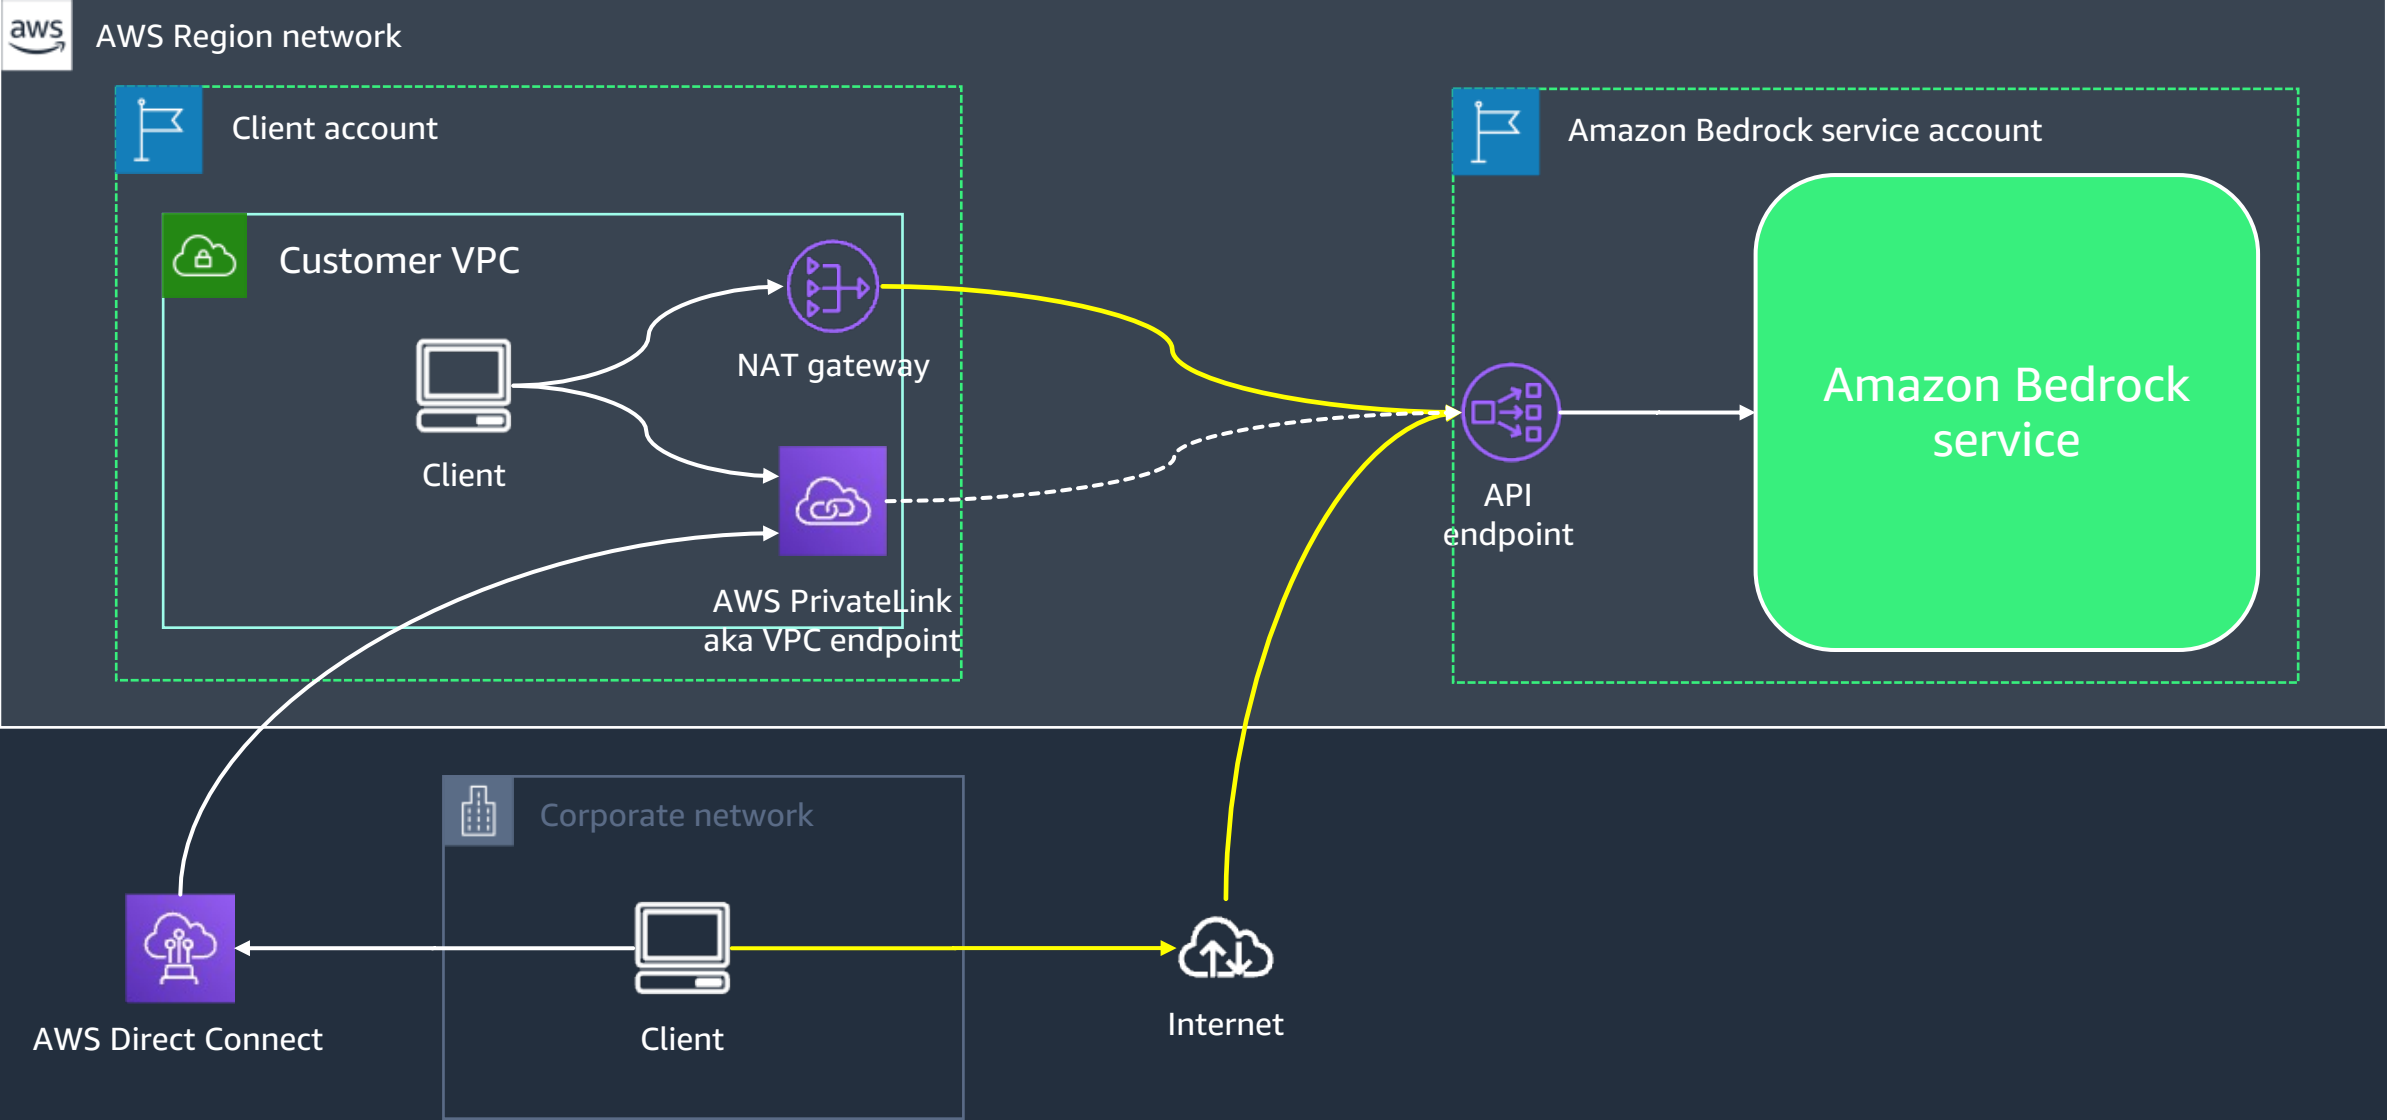 aws
AWS Region network
Client account
Amazon Bedrock service account
Customer VPC
NAT gateway
Client
Amazon Bedrock
service
API
endpoint
AWS PrivateLink
aka VPC endpoint
Corporate network
AWS Direct Connect
Client
Internet